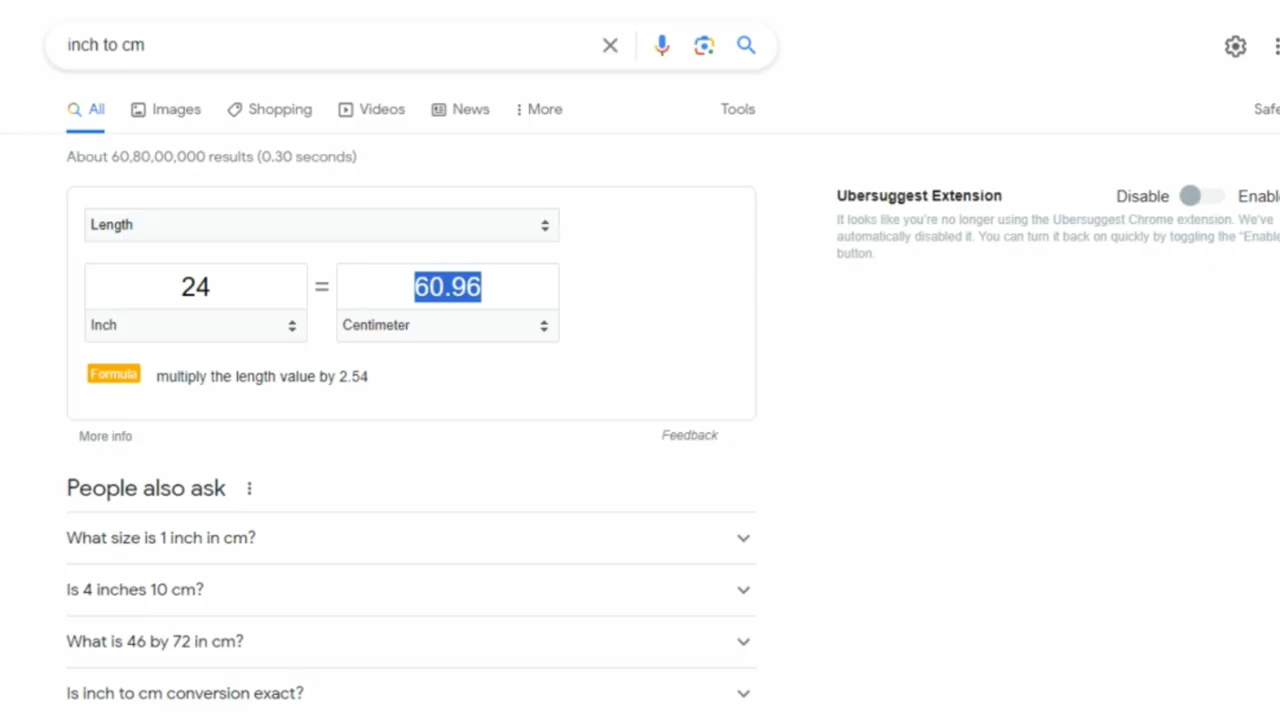 inch to cm
All Images Shopping Videos News More Tools Safe
About 60,80,00,000 results (0.30 seconds)
Length
24 = 60.96
Inch Centimeter
Formula multiply the length value by 2.54
More info Feedback
People also ask
What size is 1 inch in cm?
Is 4 inches 10 cm?
What is 46 by 72 in cm?
Is inch to cm conversion exact?
Ubersuggest Extension Disable Enabl
It looks like you're no longer using the Ubersuggest Chrome extension. We've
automatically disabled it. You can turn it back on quickly by toggling the "Enable
button.